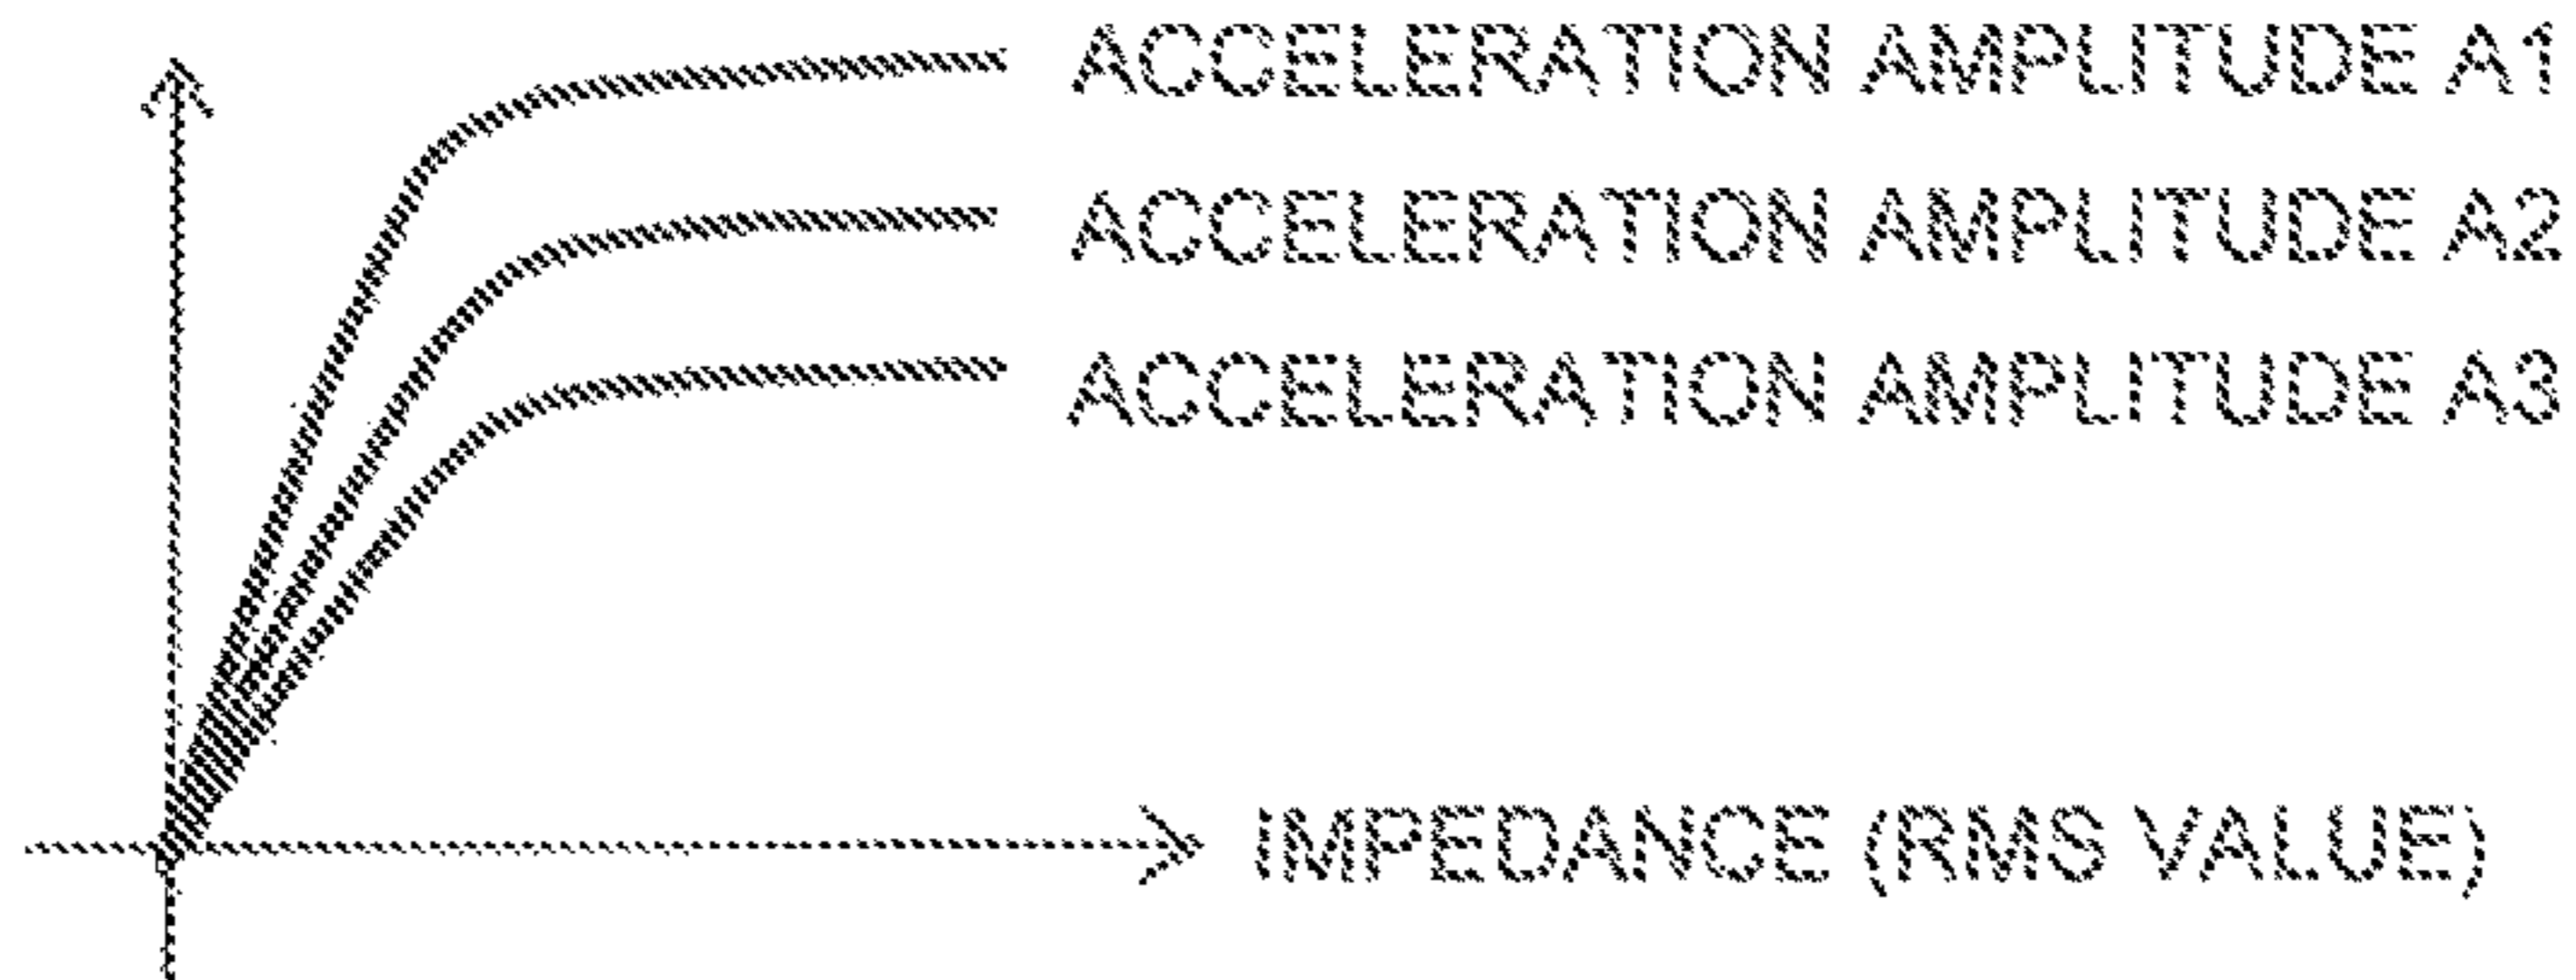 ACCELERATION AMPLITUDE A1
ACCELERATION AMPLITUDE A2
ACCELERATION AMPLITUDE A3
IMPEDANCE (RMS VALUE)